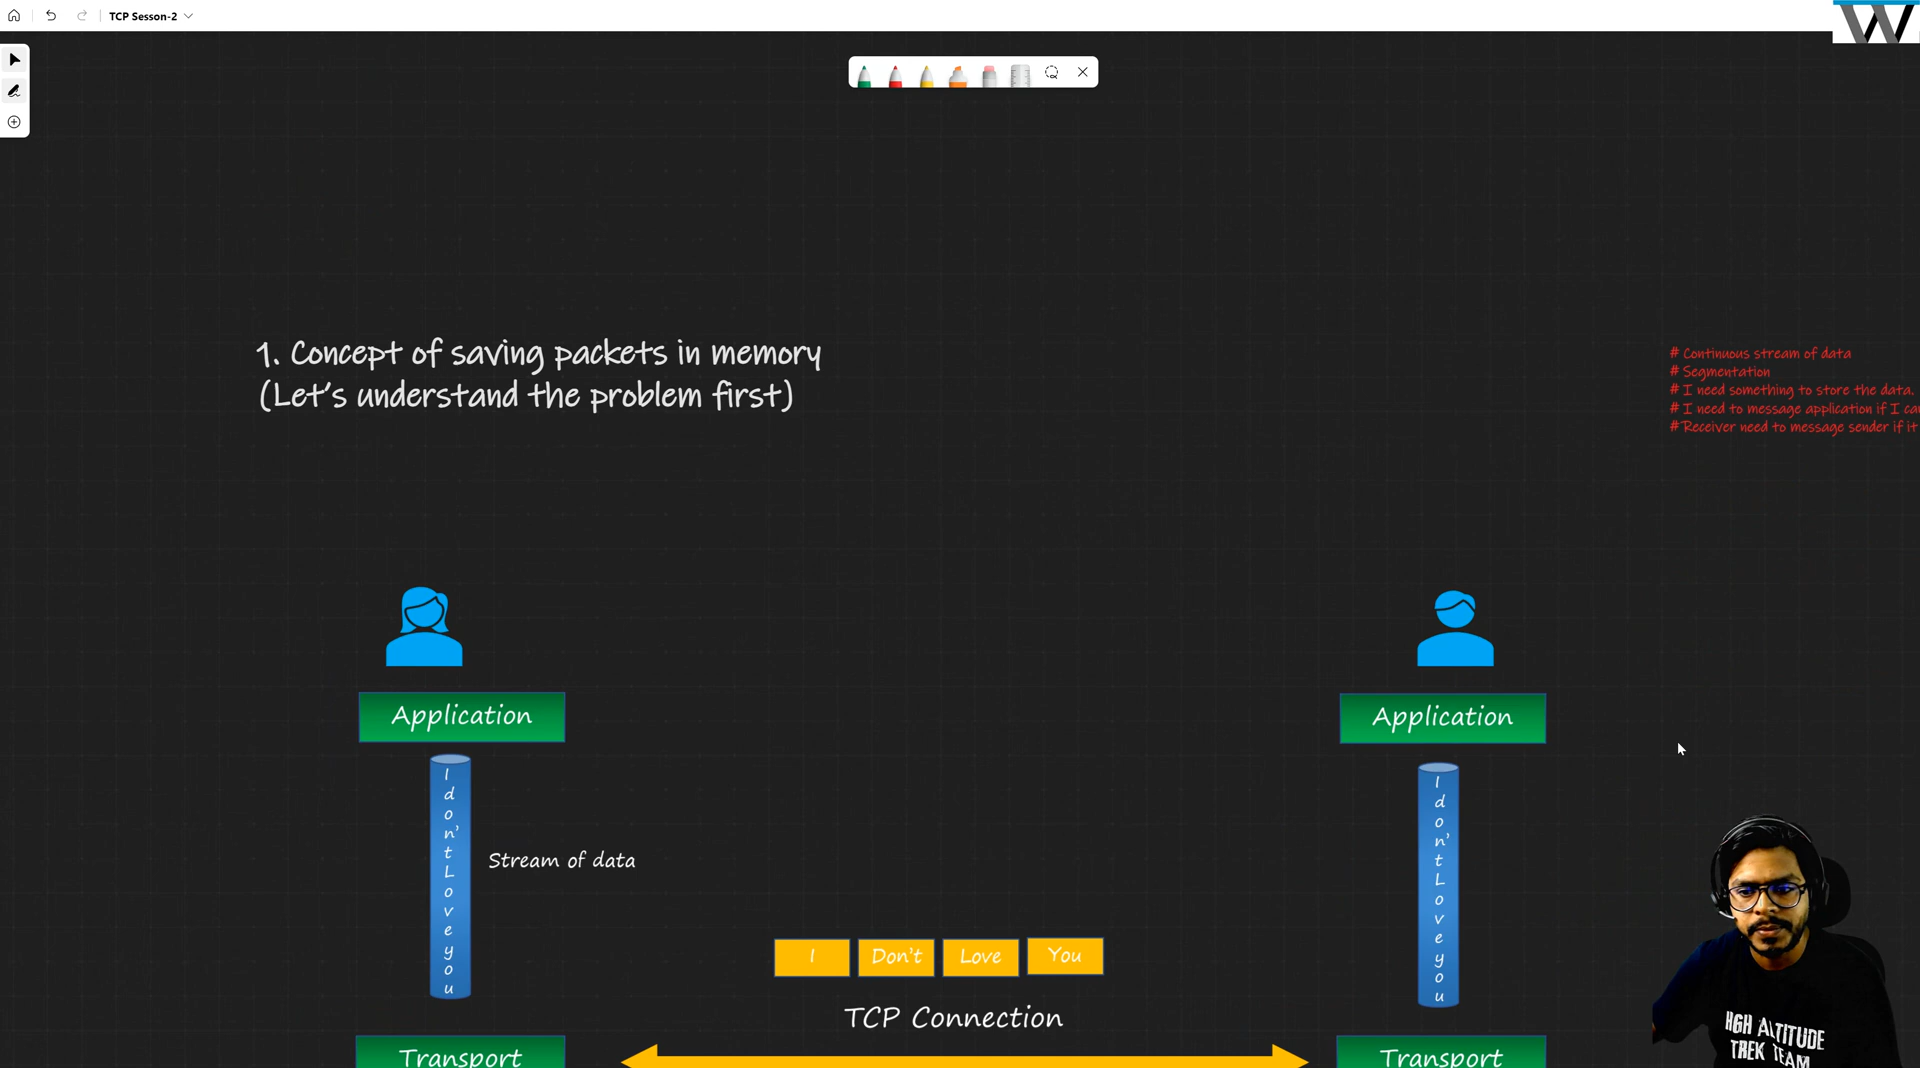 TCP Sesson-2
W
1. Concept of saving packets in memory
(Let's understand the problem first)
# Continuous stream of data
# Segmentation
# I need something to store the data.
# I need to message application if I ca
# Receiver need to message sender if it
Application
Application
I
d
o
n'
t
L
o
v
e
y
o
u
Stream of data
I
d
o
n'
t
L
o
v
e
y
o
u
I Don't Love You
TCP Connection
Transport
Transport
HGH ALTITUDE
TREK TEAM